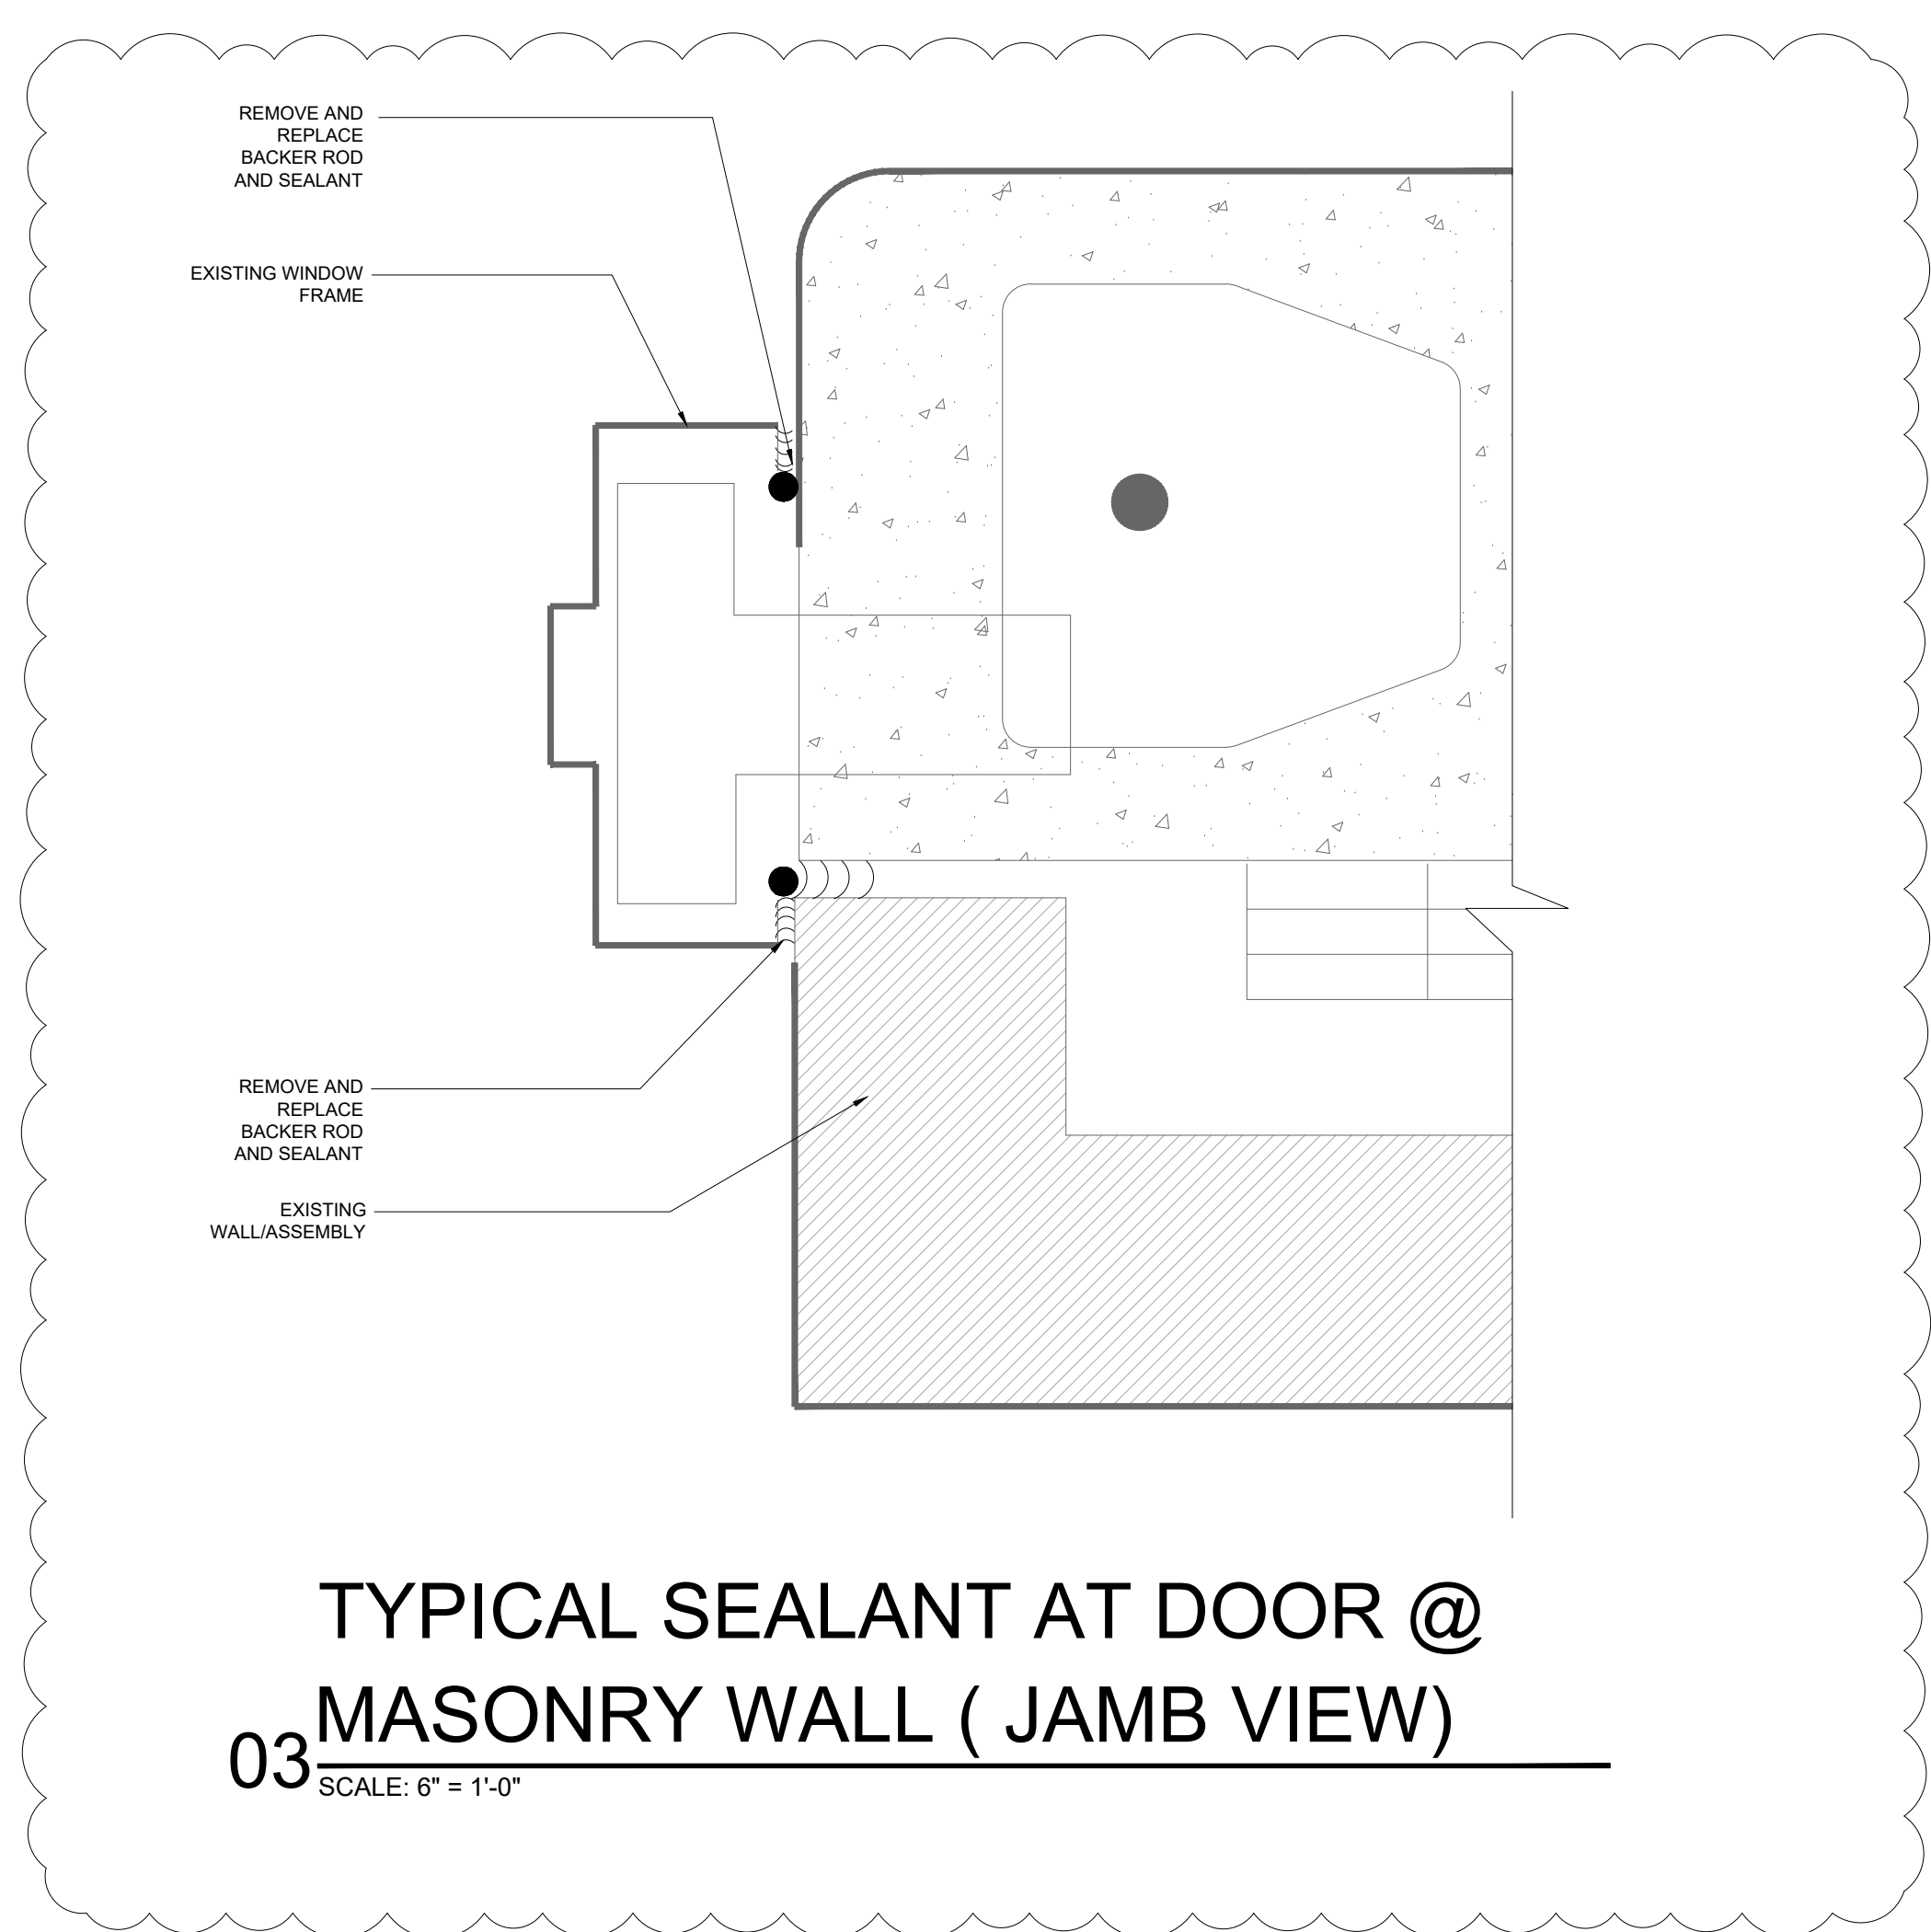 REMOVE AND
REPLACE
BACKER ROD
AND SEALANT
EXISTING WINDOW
FRAME
REMOVE AND
REPLACE
BACKER ROD
AND SEALANT
EXISTING
WALL/ASSEMBLY
TYPICAL SEALANT AT DOOR @
MASONRY WALL ( JAMB VIEW)
03
SCALE: 6" = 1'-0"